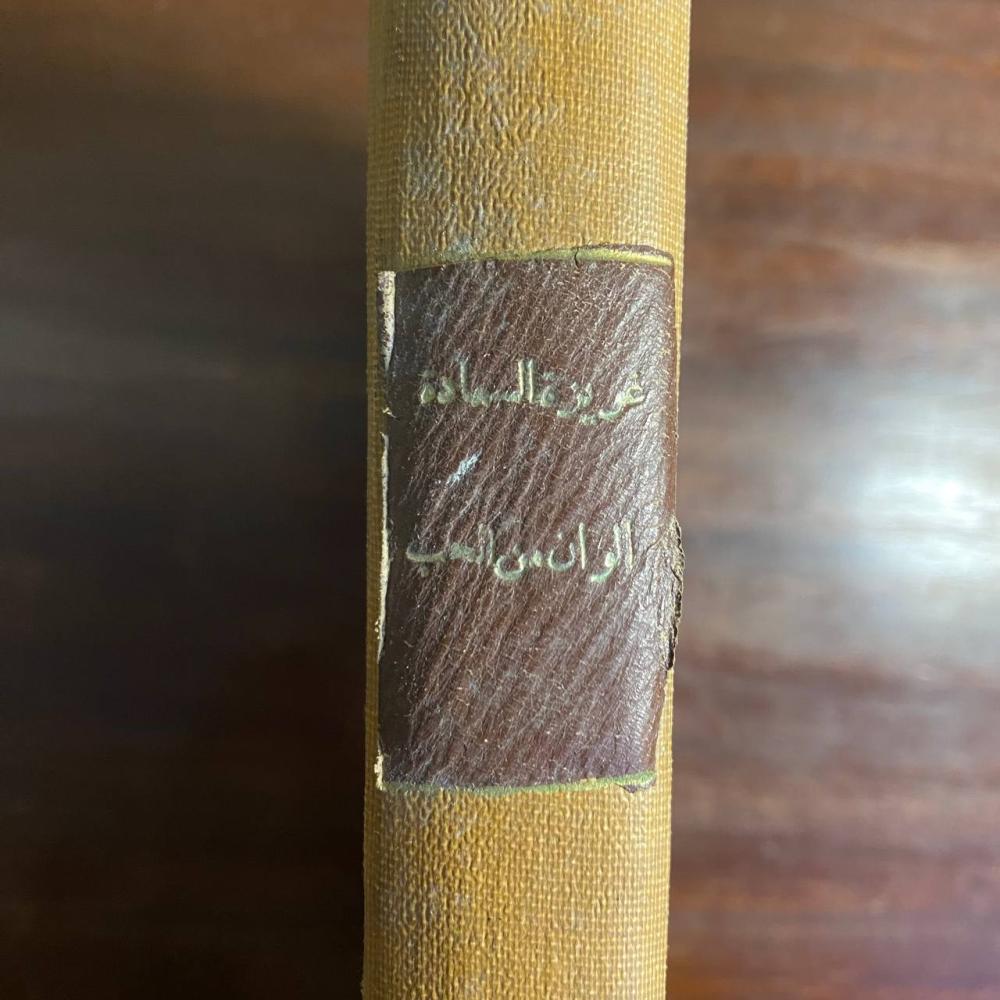 غريزة السعادة
ألوان من الحب